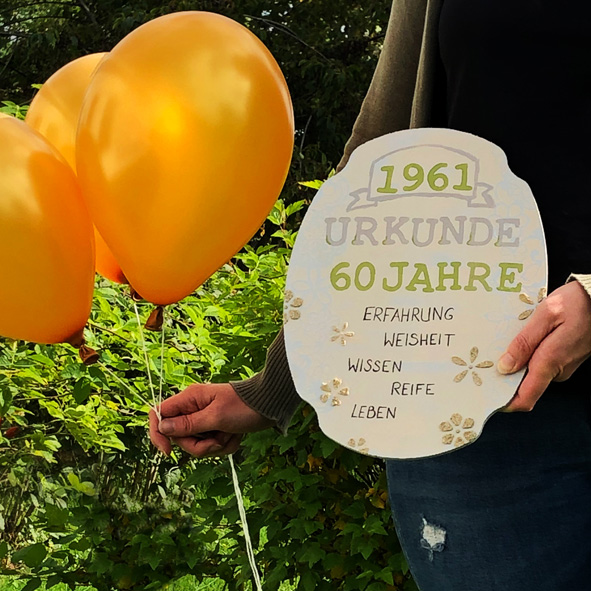 1961
URKUNDE
60 JAHRE
ERFAHRUNG
WEISHEIT
WISSEN
REIFE
LEBEN